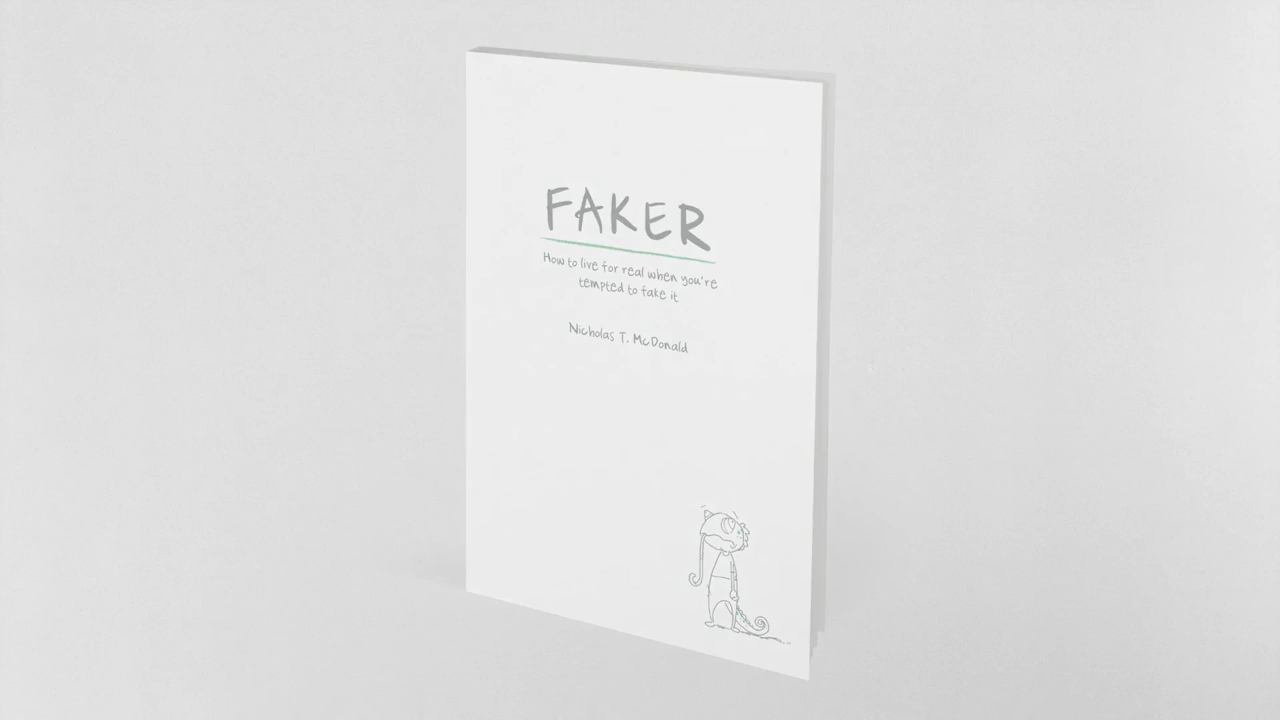 FAKER
How to live for real when you're
tempted to fake it
Nicholas T. McDonald